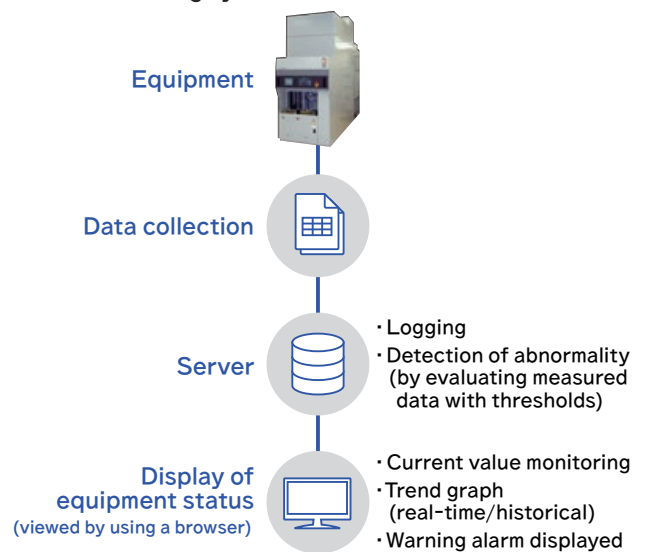 Equipment
Data collection
Server
・Logging
・Detection of abnormality
(by evaluating measured
data with thresholds)
Display of
equipment status
(viewed by using a browser)
・Current value monitoring
・Trend graph
(real-time/historical)
・Warning alarm displayed